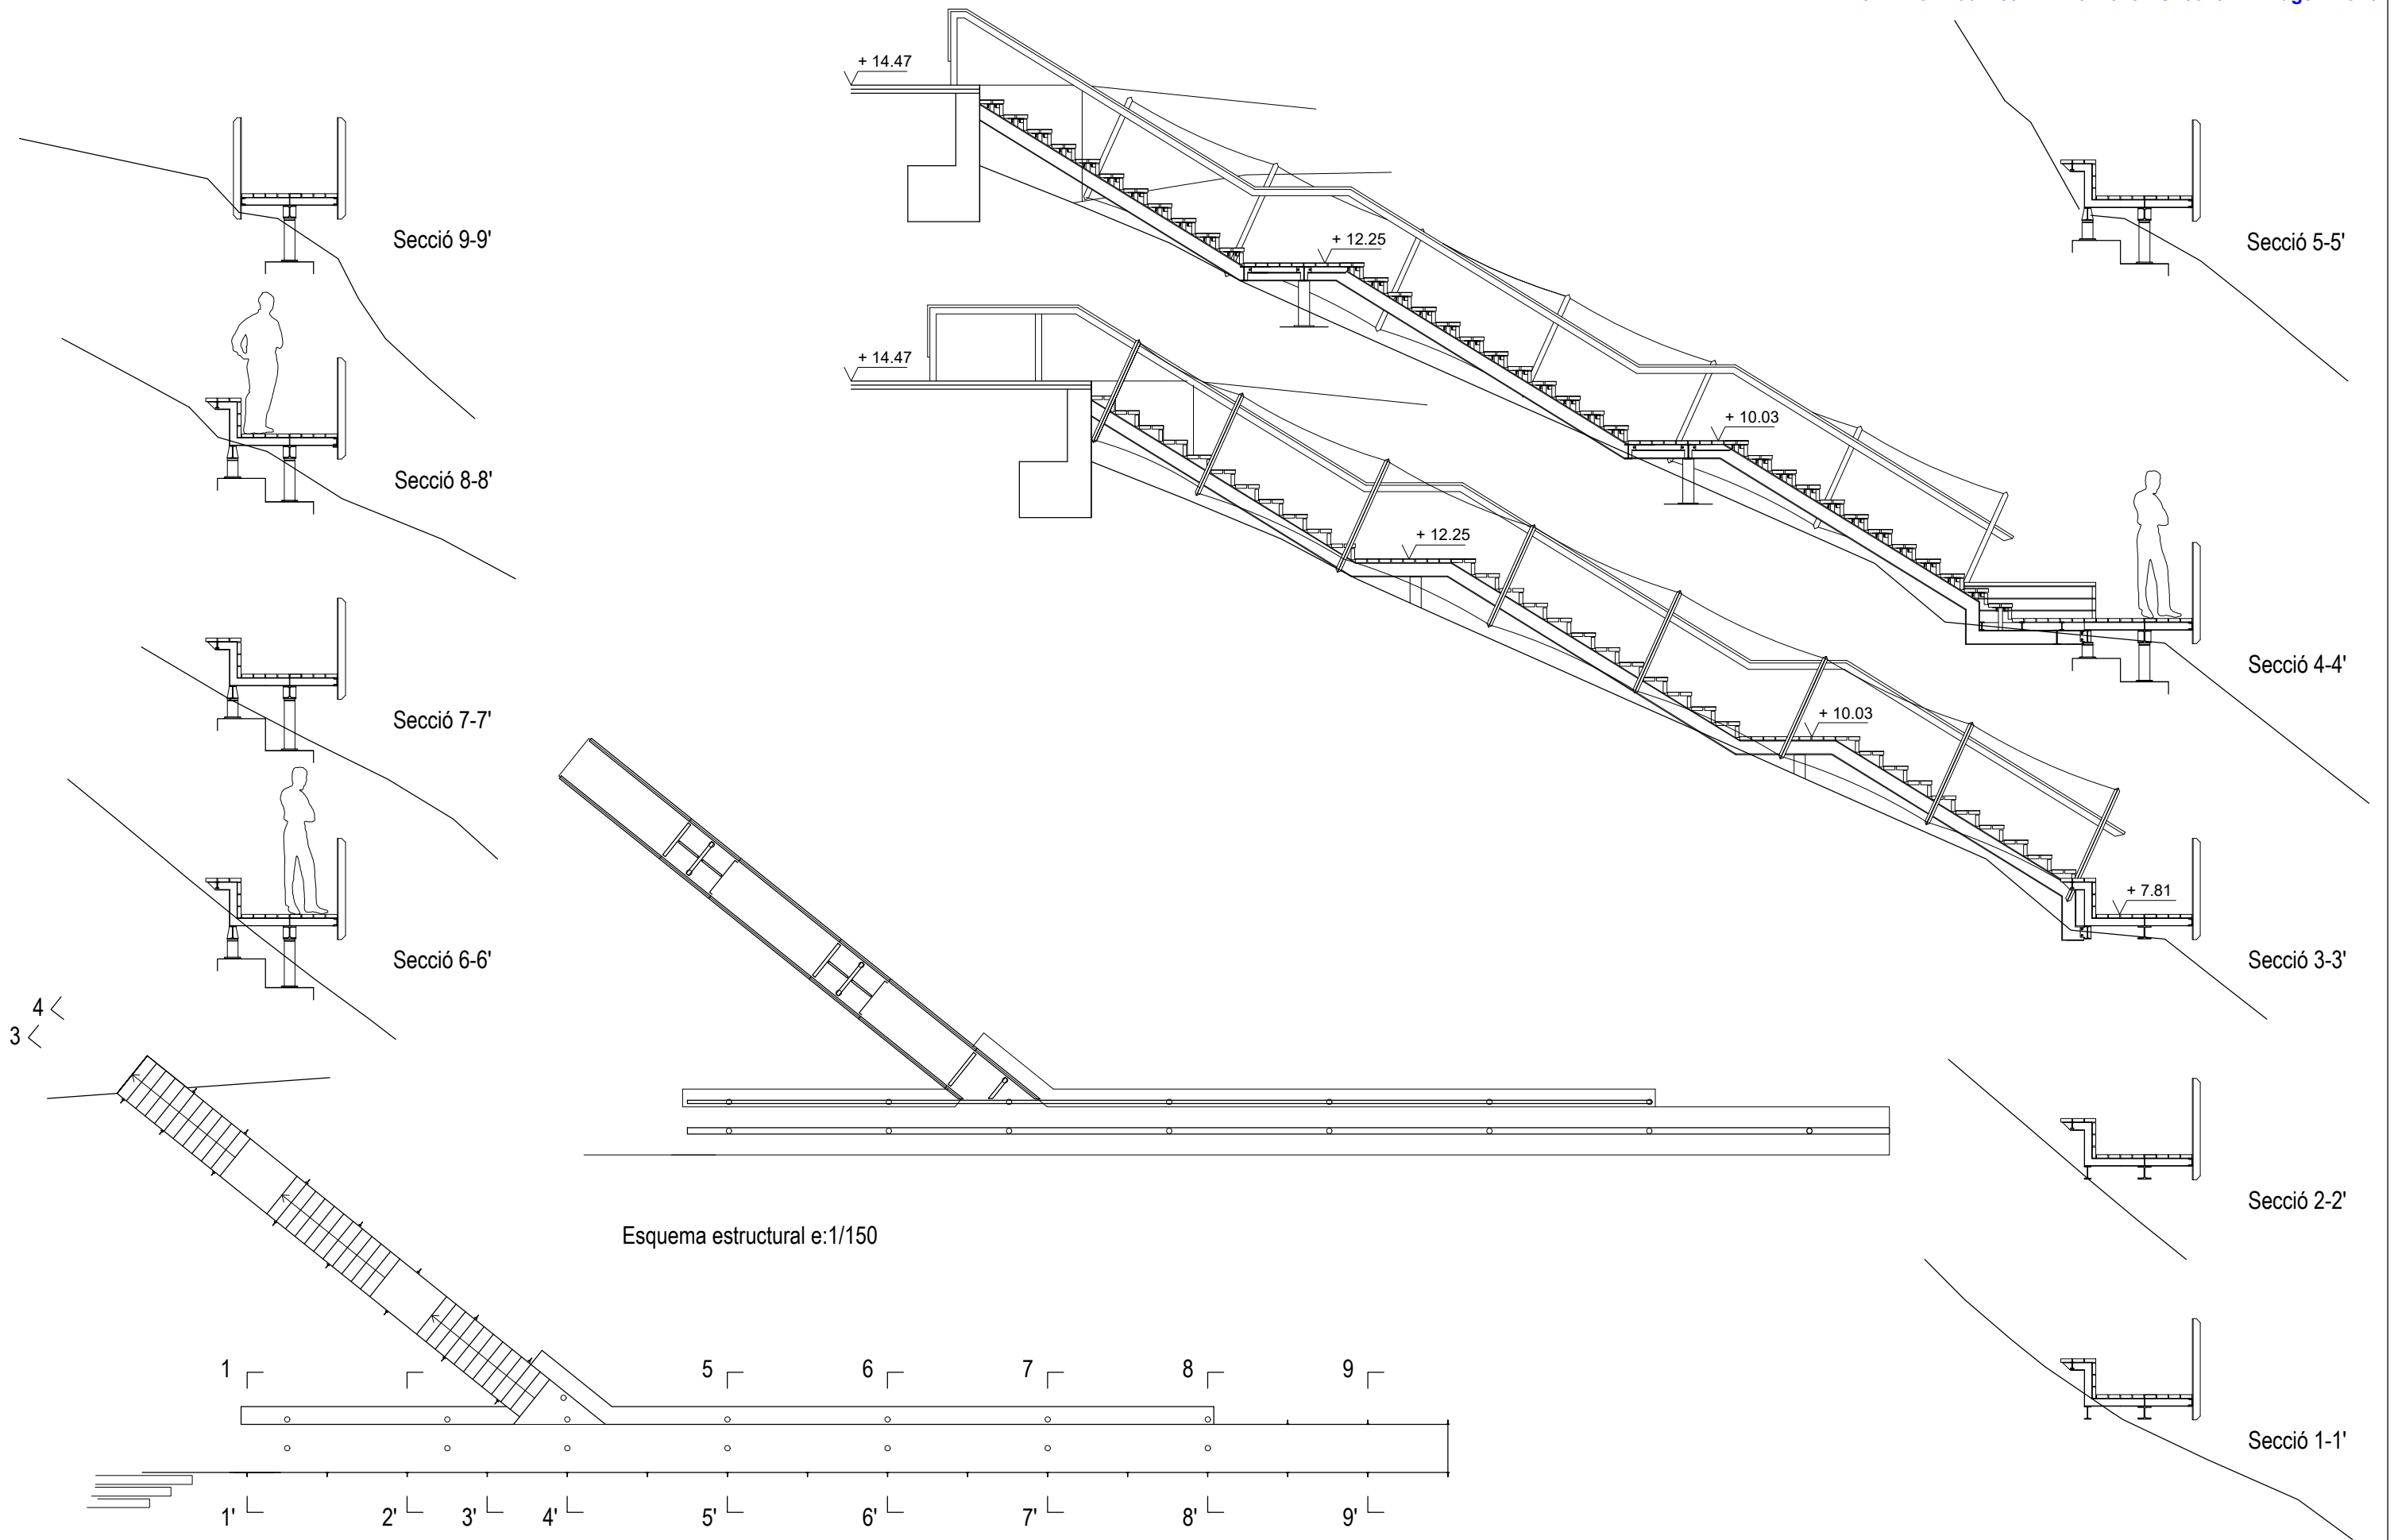 + 14.47
Secció 9-9'
+ 12.25
Secció 5-5'
+ 14.47
+ 10.03
Secció 8-8'
+ 12.25
Secció 4-4'
Secció 7-7'
+ 10.03
+ 7.81
Secció 6-6'
Secció 3-3'
4
3
Secció 2-2'
Esquema estructural e:1/150
1
5
6
7
8
9
Secció 1-1'
1'
2'
3'
4'
5'
6'
7'
8'
9'